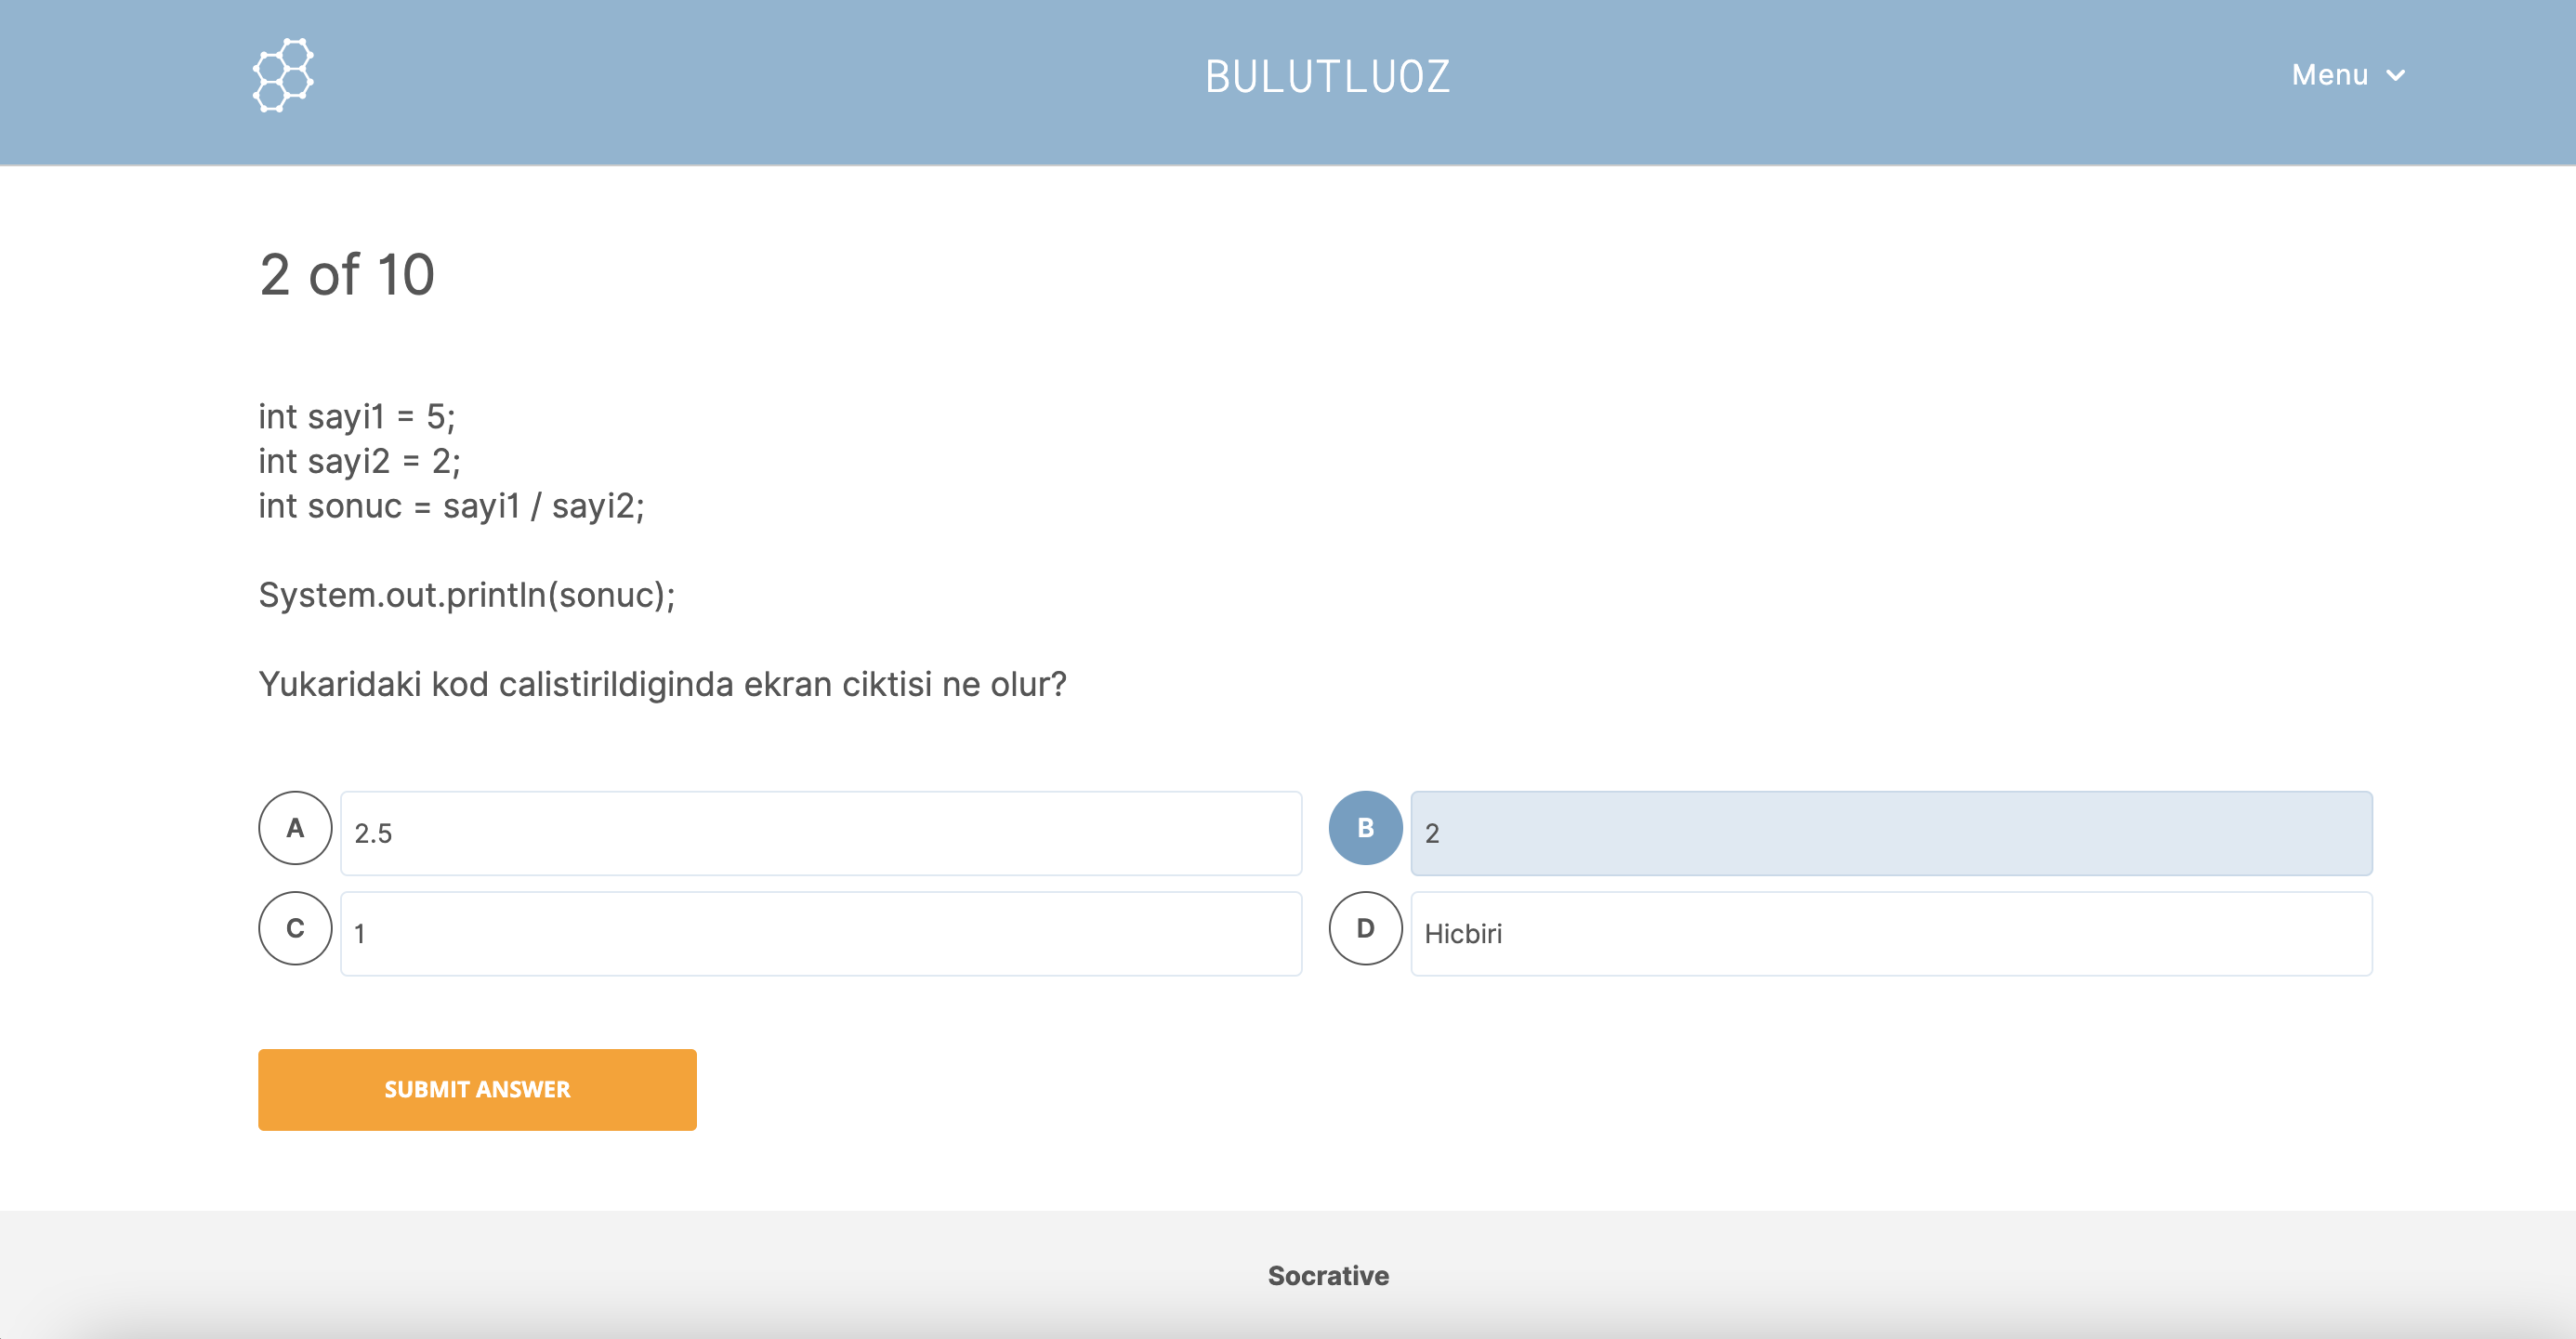 BULUTLUOZ
Menu
2 of 10
int sayi1 = 5;
int sayi2 = 2;
int sonuc = sayi1 / sayi2;
System.out.println(sonuc);
Yukaridaki kod calistirildiginda ekran ciktisi ne olur?
A 2.5
B 2
C 1
D Hicbiri
SUBMIT ANSWER
Socrative